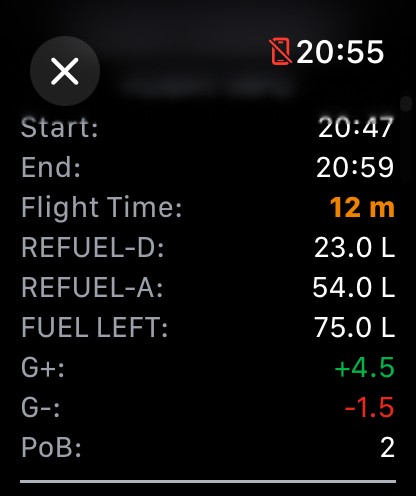 20:55
Start: 20:47
End: 20:59
Flight Time: 12 m
REFUEL-D: 23.0 L
REFUEL-A: 54.0 L
FUEL LEFT: 75.0 L
G+: +4.5
G-: -1.5
PoB: 2